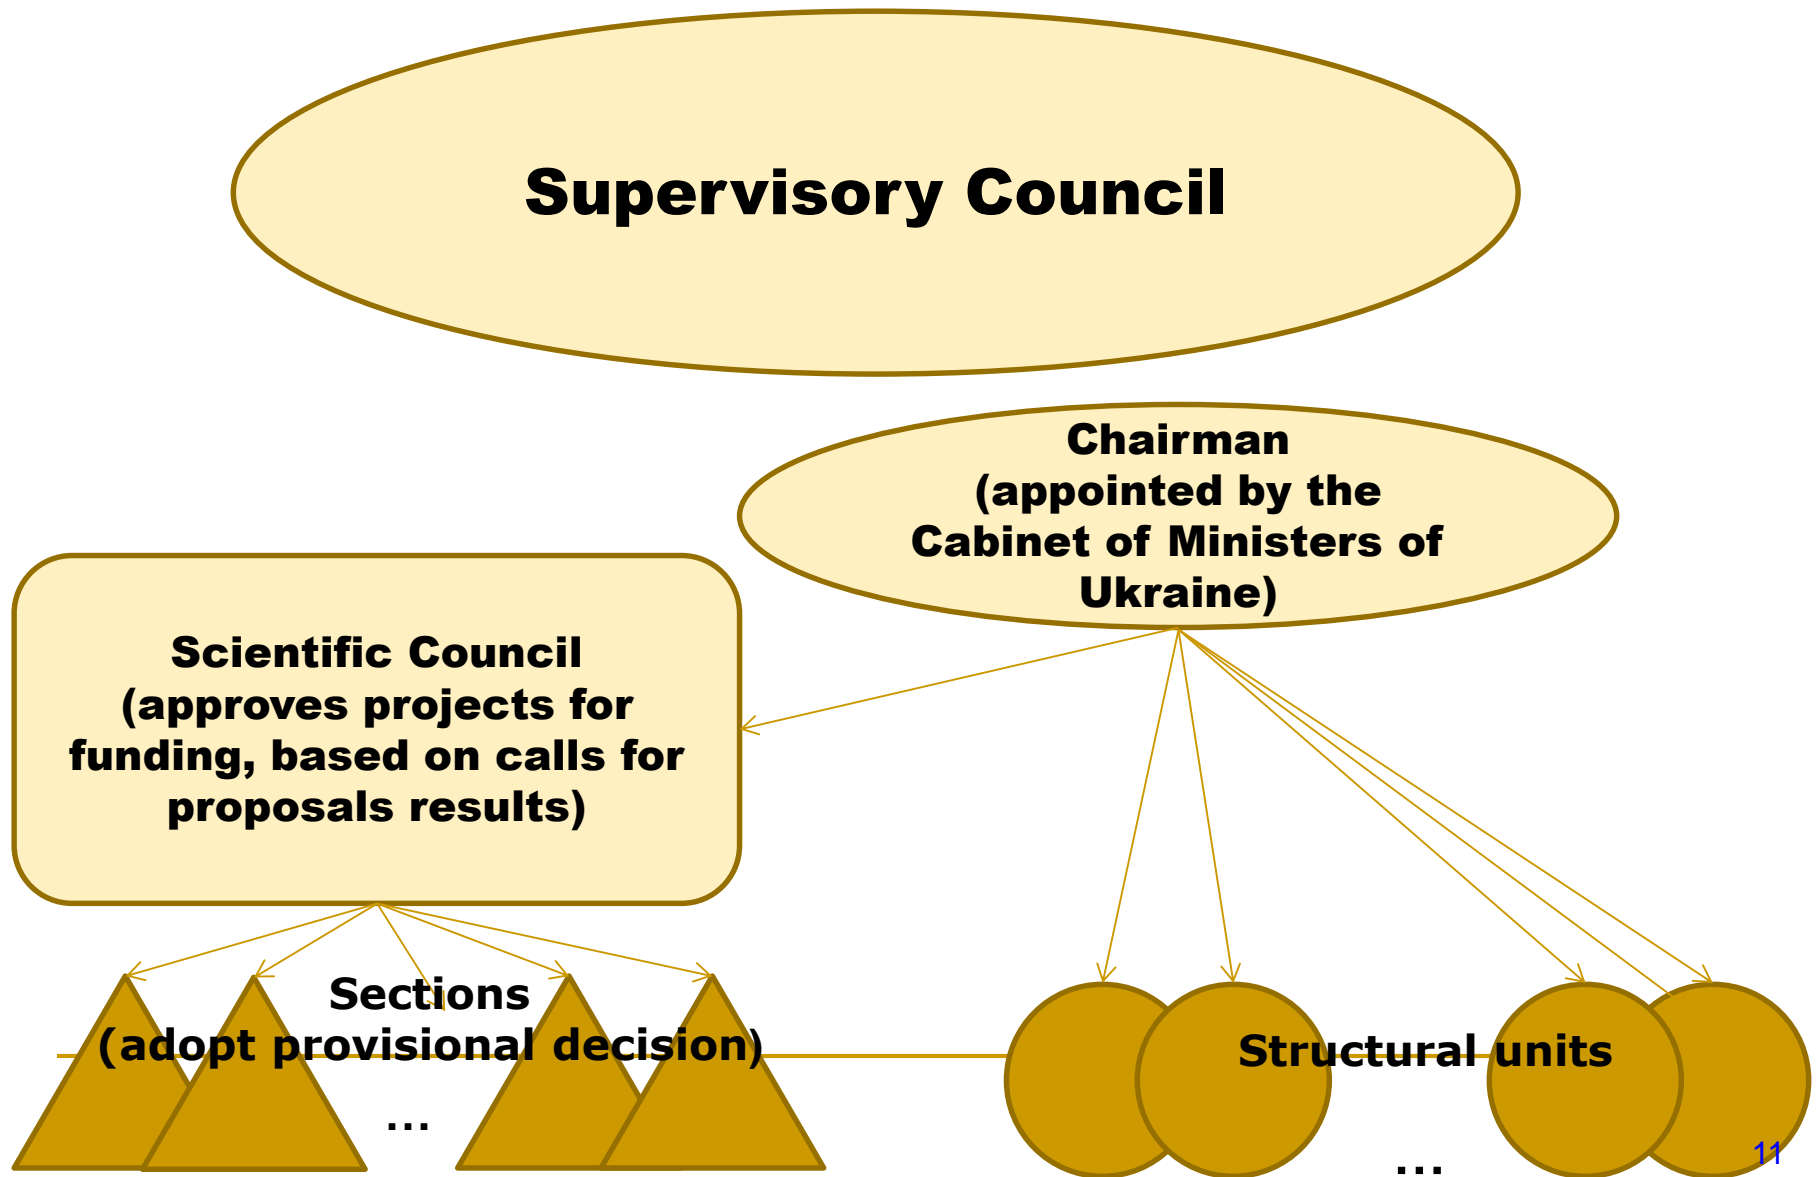 Supervisory Council
Chairman
(appointed by the
Cabinet of Ministers of
Ukraine)
Scientific Council
(approves projects for
funding, based on calls for
proposals results)
Sections
(adopt provisional decision)
...
Structural units
...
11